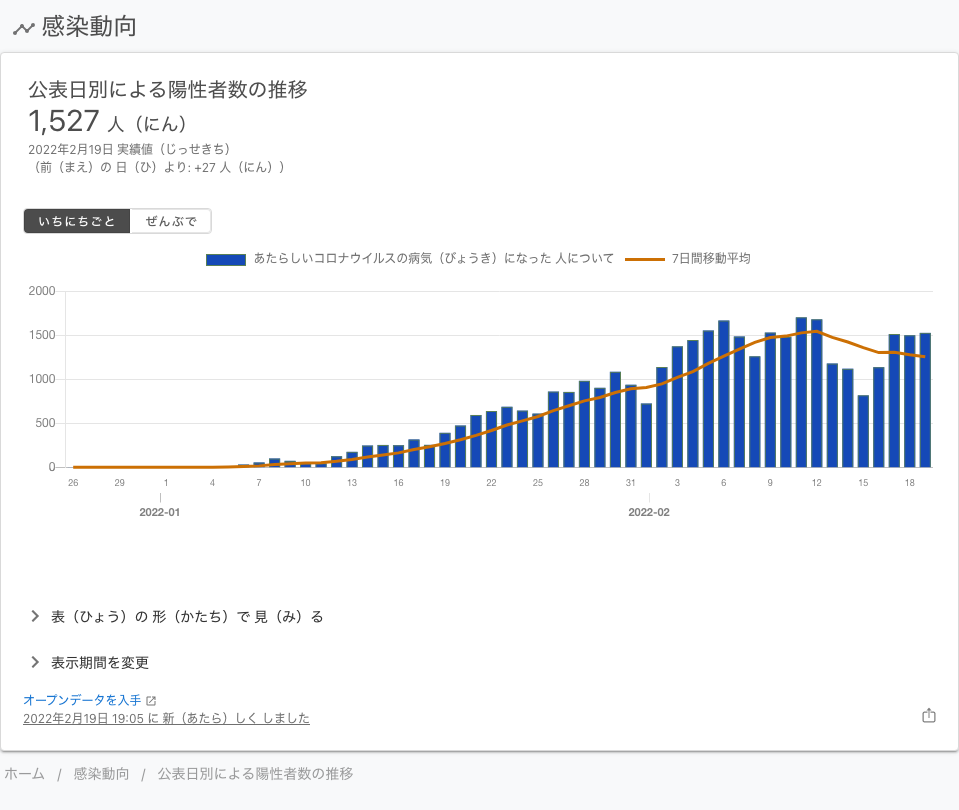 感染動向
公表日別による陽性者数の推移
1,527 人（にん）
2022年2月19日 実績値（じっせきち）
（前（まえ）の 日（ひ）より: +27 人（にん））
いちにちごと ぜんぶで
あたらしいコロナウイルスの病気（びょうき）になった 人について 7日間移動平均
2000
1500
1000
500
0
26 29 1 4 7 10 13 16 19 22 25 28 31 3 6 9 12 15 18
2022-01 2022-02
表（ひょう）の 形（かたち）で 見（み）る
表示期間を変更
オープンデータを入手
2022年2月19日 19:05 に 新（あたら）しく しました
ホーム / 感染動向 / 公表日別による陽性者数の推移